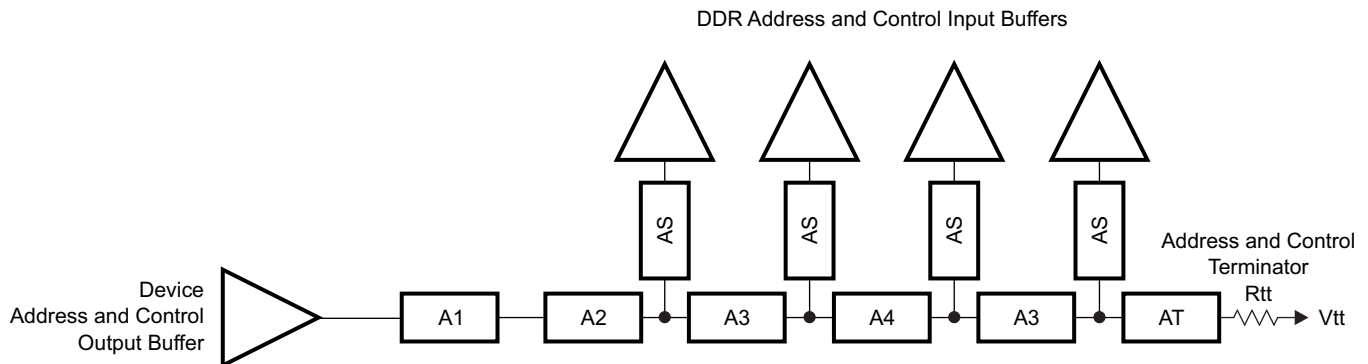 DDR Address and Control Input Buffers
AS
AS
AS
AS
Address and Control
Terminator
Rtt
Device
Address and Control
Output Buffer
A1
A2
A3
A4
A3
AT
Vtt